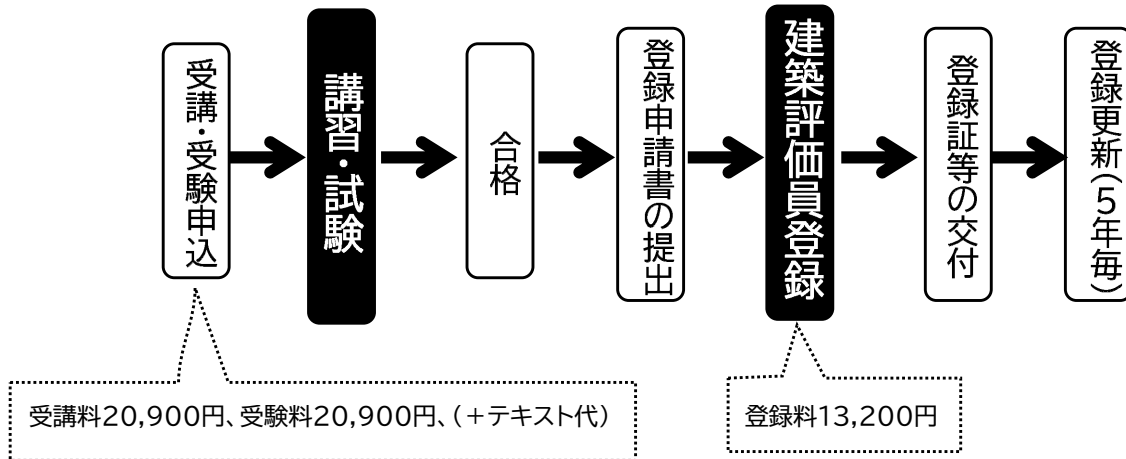 受講・受験申込
講習・試験
合格
登録申請書の提出
建築評価員登録
登録証等の交付
登録更新(5年毎)
受講料20,900円、受験料20,900円、(+テキスト代)
登録料13,200円